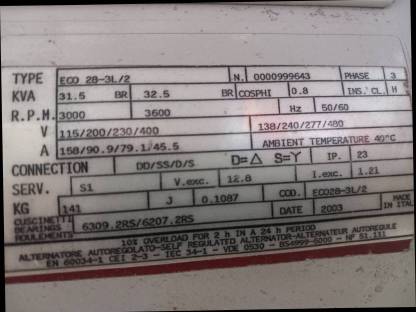 TYPE ECO 28-3L/2 N. 0000999643 PHASE 3
KVA 31.5 BR 32.5 BR COSPHI 0.8 INS. CL. H
R.P.M. 3000 3600 Hz 50/60
V 115/200/230/400 138/240/277/480
A 158/90.9/79.1/45.5 AMBIENT TEMPERATURE 40°C
CONNECTION DD/SS/D/S D=△ S=Y IP. 23
SERV. S1 V.exc. 12.8 I.exc. 1.21
KG 141 J 0.1087 COD. ECO28-3L/2
CUSCINETTI BEARINGS ROULEMENTS 6309.2RS/6207.2RS DATE 2003 MADE IN ITALY
10% OVERLOAD FOR 2 h IN A 24 h PERIOD
ALTERNATORE AUTOREGOLATO-SELF REGULATED ALTERNATOR-ALTERNATEUR AUTOREGULE
EN 60034-1 CEI 2-3 - IEC 34-1 - VDE 0530 - BS4999-5000 - NF 51.111